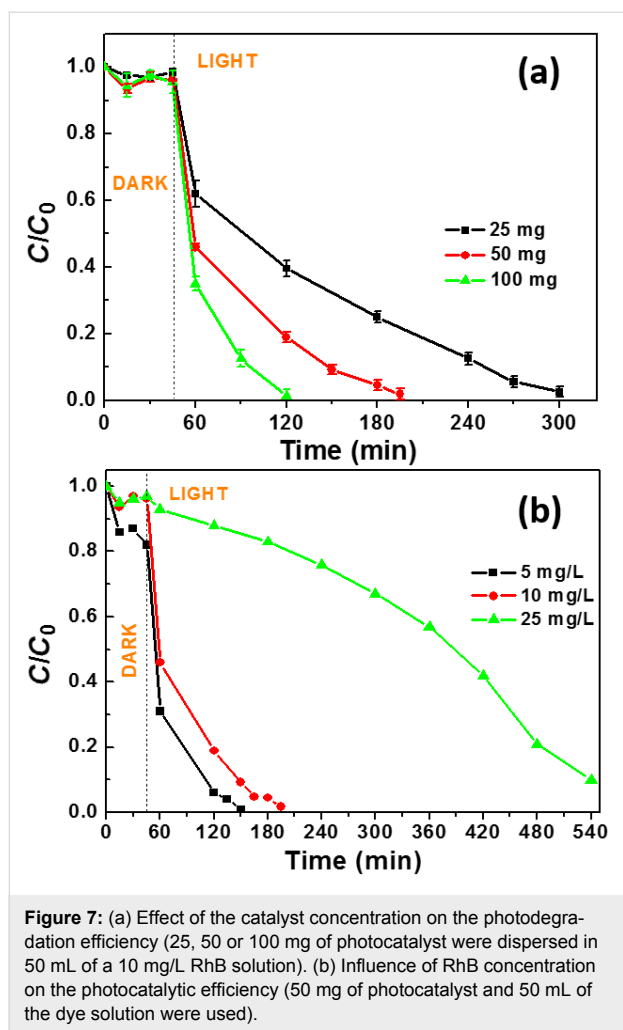 (a)
LIGHT
DARK
C/C0
1.0
0.8
0.6
0.4
0.2
0.0
25 mg
50 mg
100 mg
0 60 120 180 240 300
Time (min)
(b)
LIGHT
DARK
C/C0
1.0
0.8
0.6
0.4
0.2
0.0
5 mg/L
10 mg/L
25 mg/L
0 60 120 180 240 300 360 420 480 540
Time (min)
Figure 7: (a) Effect of the catalyst concentration on the photodegra-
dation efficiency (25, 50 or 100 mg of photocatalyst were dispersed in
50 mL of a 10 mg/L RhB solution). (b) Influence of RhB concentration
on the photocatalytic efficiency (50 mg of photocatalyst and 50 mL of
the dye solution were used).